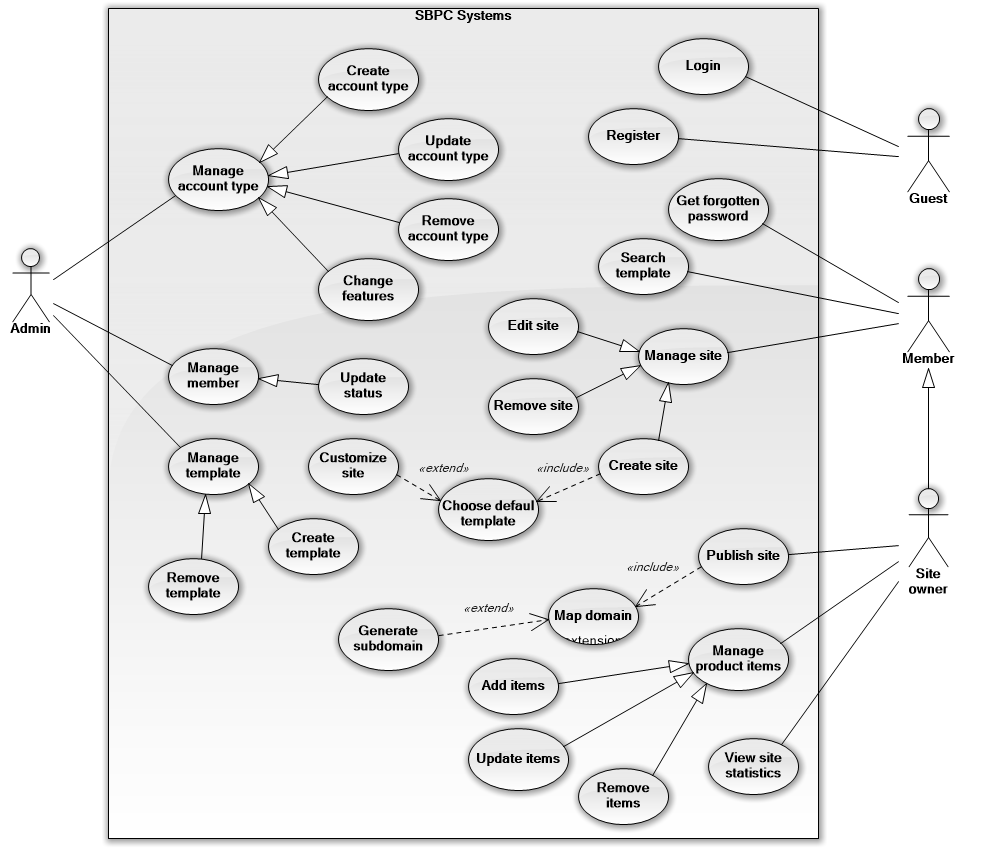 SBPC Systems
Create
account type
Login
Update
account type
Register
Manage
account type
Guest
Get forgotten
password
Remove
account type
Search
template
Change
features
Admin
Edit site
Manage site
Member
Manage
member
Update
status
Remove site
Manage
template
Customize
site
«extend»
«include»
Create site
Choose defaul
template
Create
template
Remove
template
Publish site
Site
owner
«include»
«extend»
Map domain
extension
Generate
subdomain
Manage
product items
Add items
Update items
View site
statistics
Remove
items